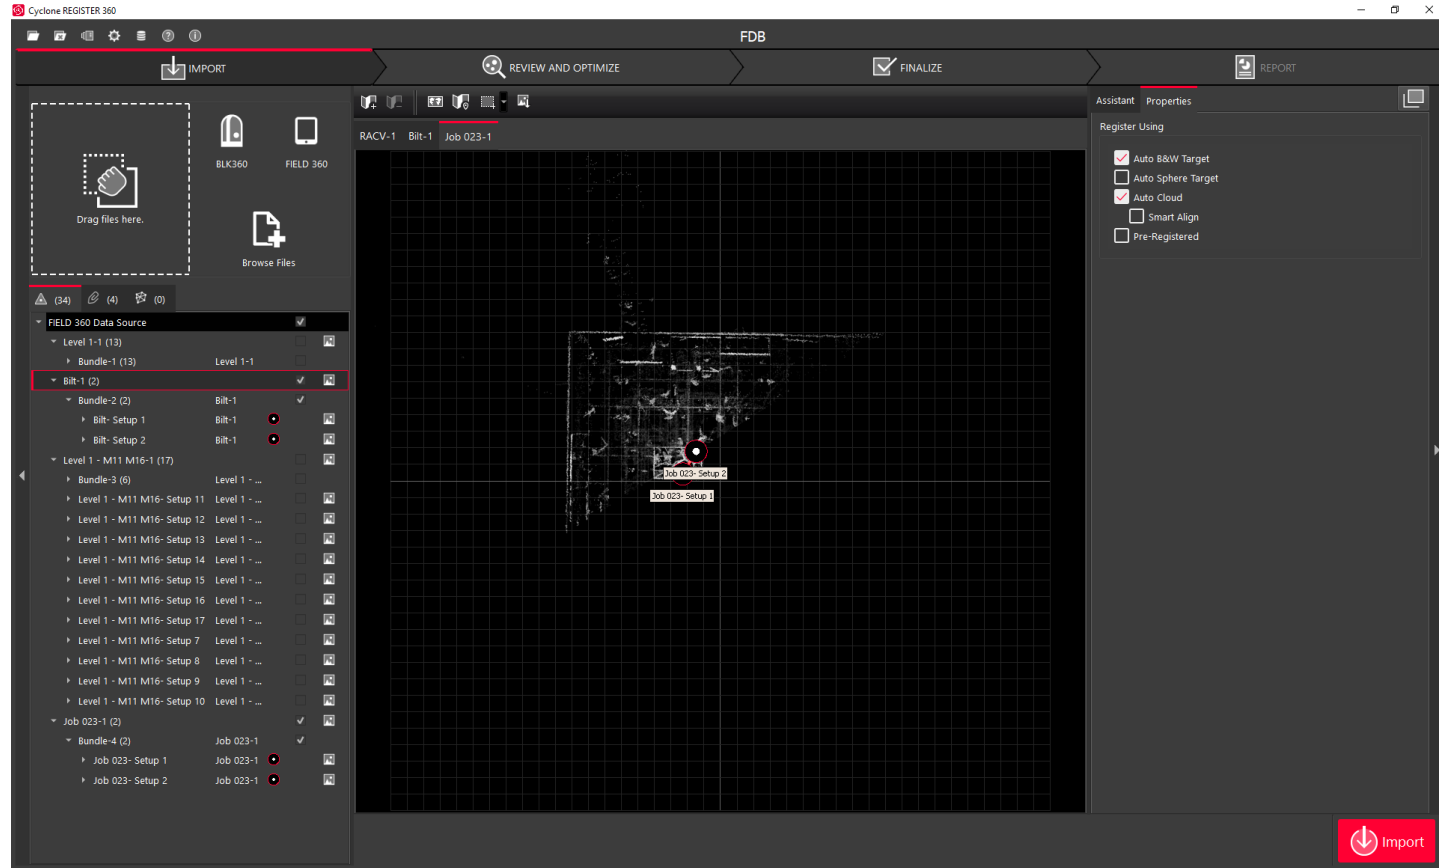 Cyclone REGISTER 360
FDB
IMPORT
REVIEW AND OPTIMIZE
FINALIZE
REPORT
Drag files here.
BLK360
FIELD 360
Browse Files
(34)
(4)
(0)
FIELD 360 Data Source
Level 1-1 (13)
Bundle-1 (13) Level 1-1
Bilt-1 (2)
Bundle-2 (2) Bilt-1
Bilt- Setup 1 Bilt-1
Bilt- Setup 2 Bilt-1
Level 1 - M11 M16-1 (17)
Bundle-3 (6) Level 1 - ...
Level 1 - M11 M16- Setup 11 Level 1 - ...
Level 1 - M11 M16- Setup 12 Level 1 - ...
Level 1 - M11 M16- Setup 13 Level 1 - ...
Level 1 - M11 M16- Setup 14 Level 1 - ...
Level 1 - M11 M16- Setup 15 Level 1 - ...
Level 1 - M11 M16- Setup 16 Level 1 - ...
Level 1 - M11 M16- Setup 17 Level 1 - ...
Level 1 - M11 M16- Setup 7 Level 1 - ...
Level 1 - M11 M16- Setup 8 Level 1 - ...
Level 1 - M11 M16- Setup 9 Level 1 - ...
Level 1 - M11 M16- Setup 10 Level 1 - ...
Job 023-1 (2)
Bundle-4 (2) Job 023-1
Job 023- Setup 1 Job 023-1
Job 023- Setup 2 Job 023-1
RACV-1 Bilt-1 Job 023-1
Job 023- Setup 2
Job 023- Setup 1
Assistant Properties
Register Using
Auto B&W Target
Auto Sphere Target
Auto Cloud
Smart Align
Pre-Registered
Import